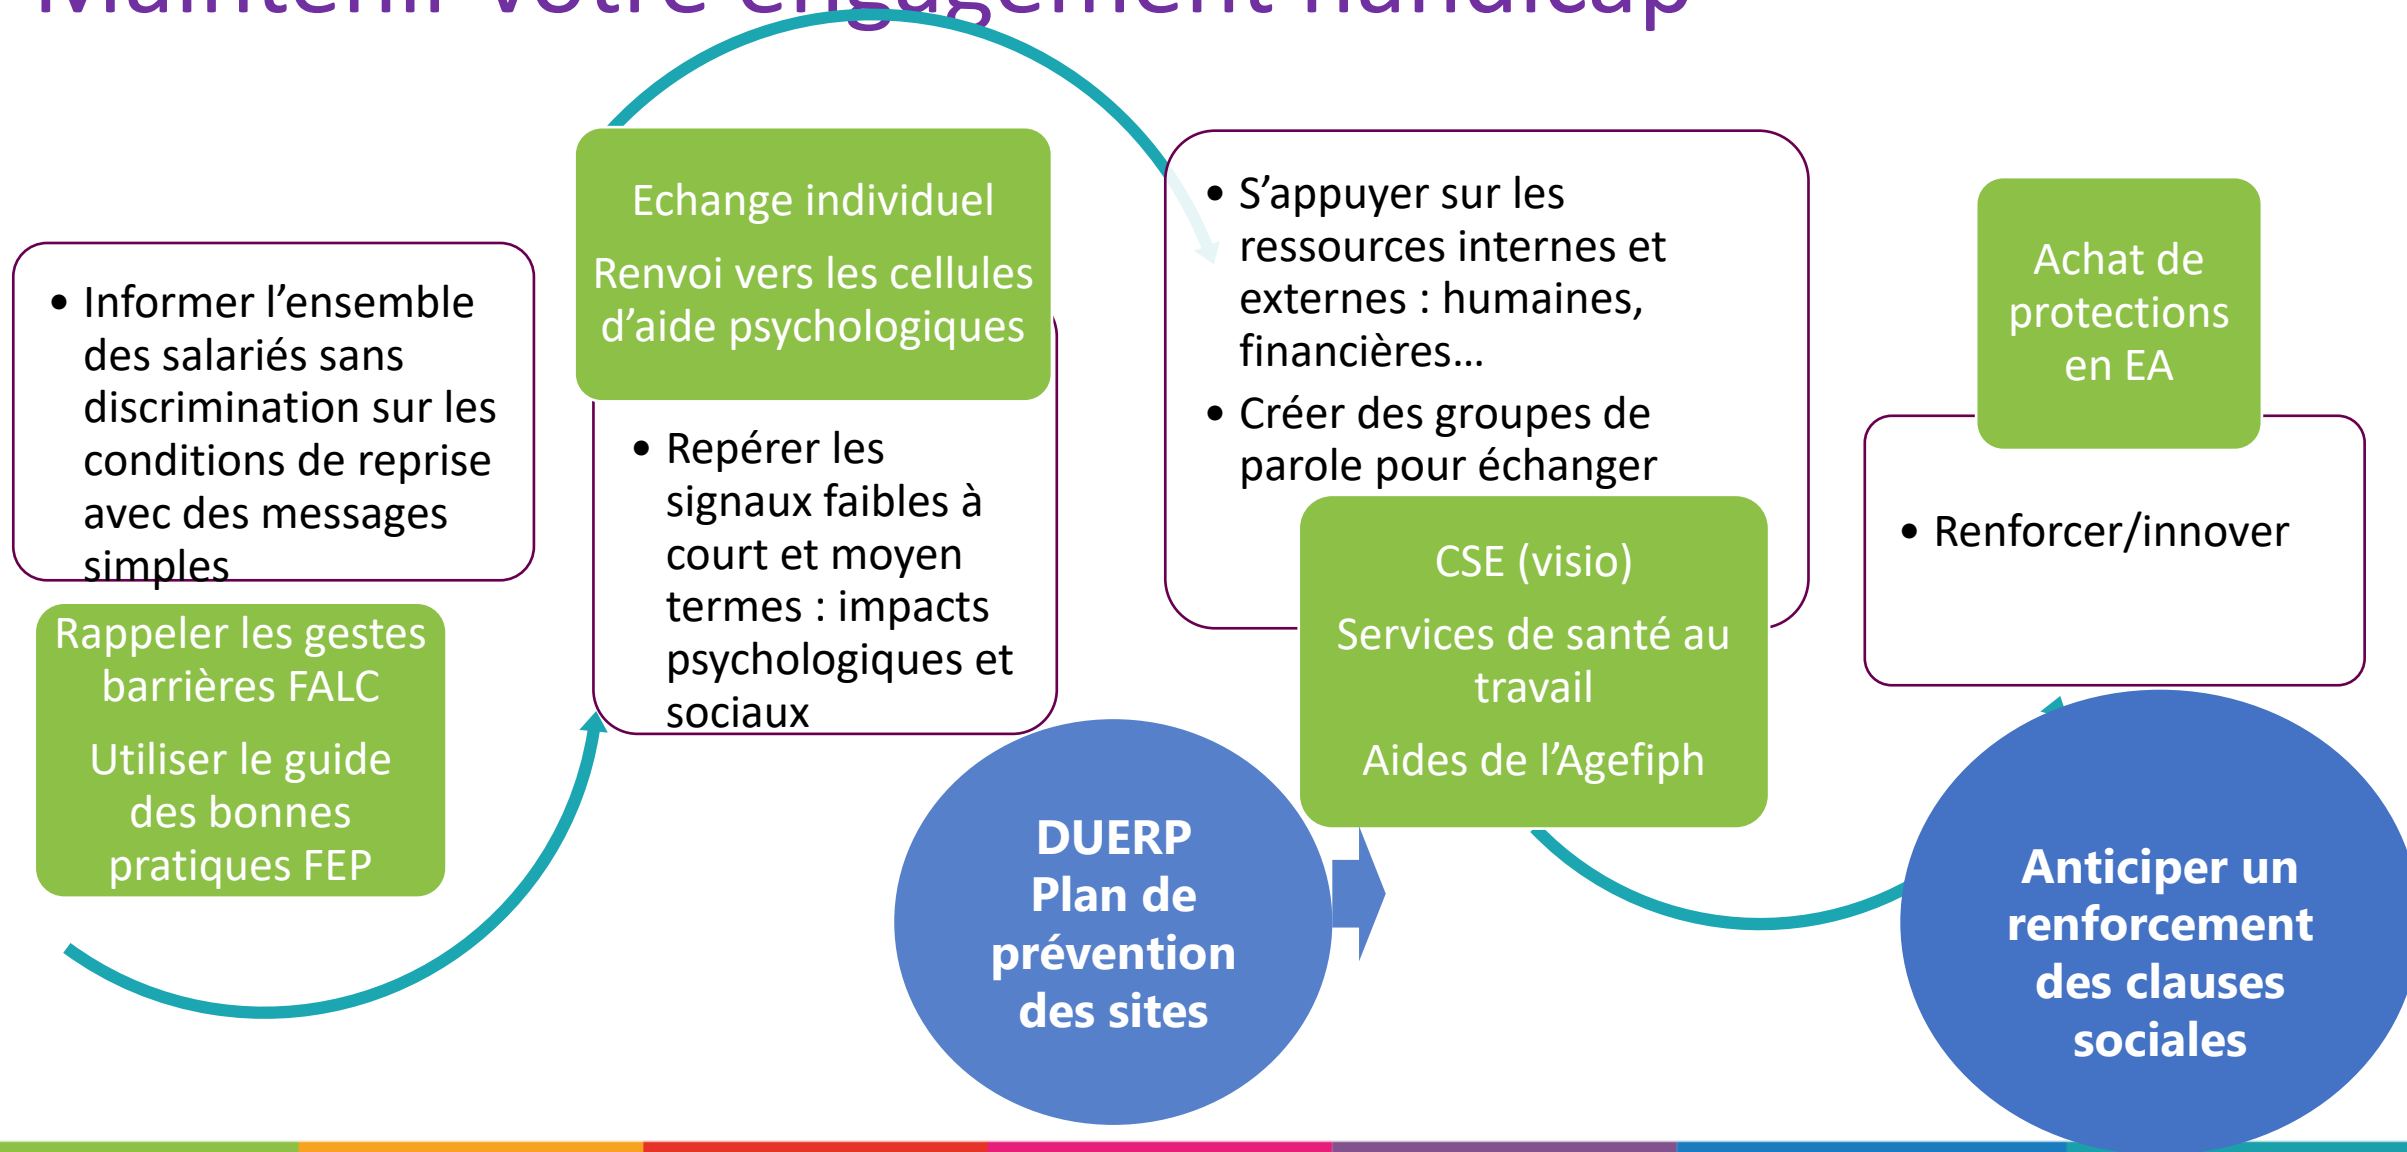 Maintenir votre engagement handicap
• Informer l’ensemble
des salariés sans
discrimination sur les
conditions de reprise
avec des messages
simples
Rappeler les gestes
barrières FALC
Utiliser le guide
des bonnes
pratiques FEP
Echange individuel
Renvoi vers les cellules
d’aide psychologiques
• Repérer les
signaux faibles à
court et moyen
termes : impacts
psychologiques et
sociaux
• S’appuyer sur les
ressources internes et
externes : humaines,
financières…
• Créer des groupes de
parole pour échanger
CSE (visio)
Services de santé au
travail
Aides de l’Agefiph
DUERP
Plan de
prévention
des sites
Achat de
protections
en EA
• Renforcer/innover
Anticiper un
renforcement
des clauses
sociales